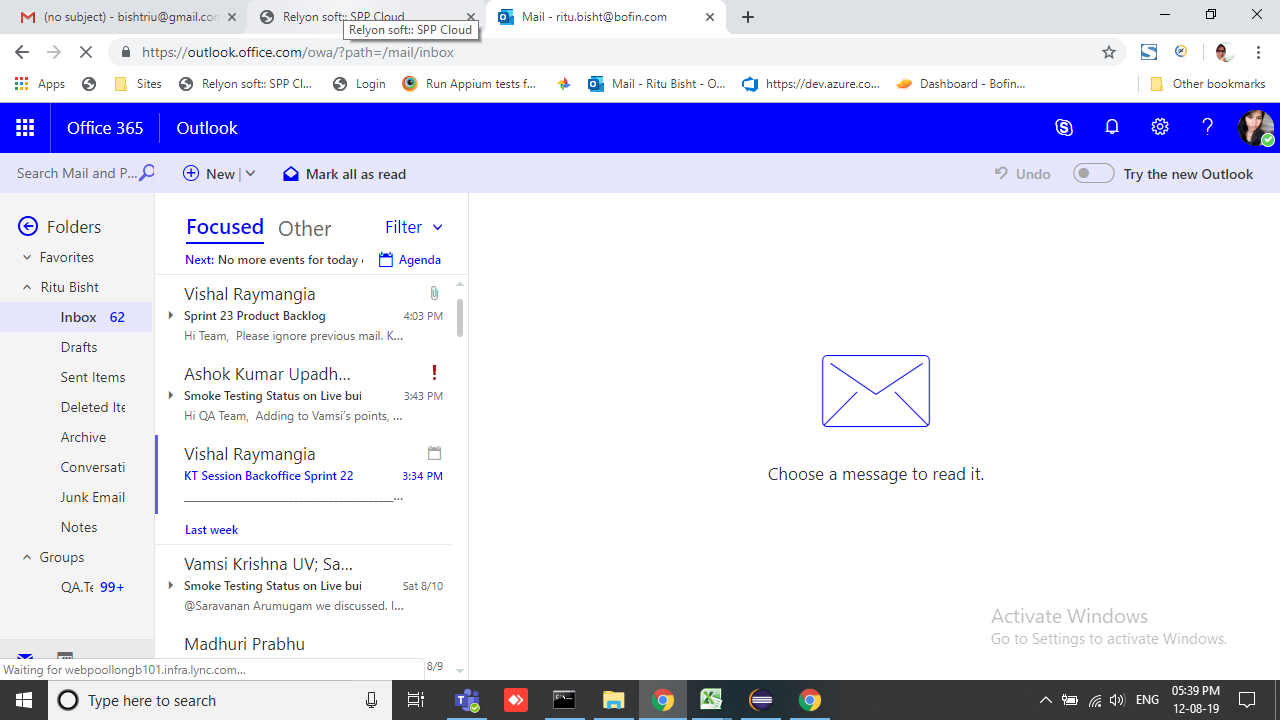 (no subject) - bishtriu@gmail.con
Relyon soft:: SPP Cloud
Mail - ritu.bisht@bofin.com
Relyon soft:: SPP Cloud
https://outlook.office.com/owa/?path=/mail/inbox
Apps
Sites
Relyon soft:: SPP Cl...
Login
Run Appium tests f...
Mail - Ritu Bisht - O...
https://dev.azure.co...
Dashboard - Bofin...
Other bookmarks
Office 365
Outlook
Search Mail and P...
New
Mark all as read
Undo
Try the new Outlook
Folders
Favorites
Ritu Bisht
Inbox 62
Drafts
Sent Items
Deleted Ite
Archive
Conversati
Junk Email
Notes
Groups
QA.Te 99+
Focused Other Filter
Next: No more events for today Agenda
Vishal Raymangia
Sprint 23 Product Backlog 4:03 PM
Hi Team, Please ignore previous mail. K...
Ashok Kumar Upadh...
Smoke Testing Status on Live bui 3:43 PM
Hi QA Team, Adding to Vamsi's points, ...
Vishal Raymangia
KT Session Backoffice Sprint 22 3:34 PM
________________________________________...
Last week
Vamsi Krishna UV; Sa...
Smoke Testing Status on Live bui Sat 8/10
@Saravanan Arumugam we discussed. I...
Madhuri Prabhu
8/9
Choose a message to read it.
Activate Windows
Go to Settings to activate Windows.
Waiting for webpoollongb101.infra.lync.com...
Type here to search
ENG
05:39 PM
12-08-19